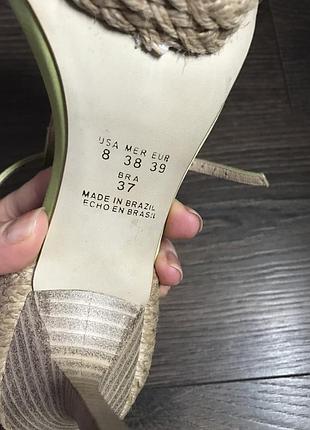 USA MER EUR
8 38 39
BRA
37
MADE IN BRAZIL
ECHO EN BRASIL